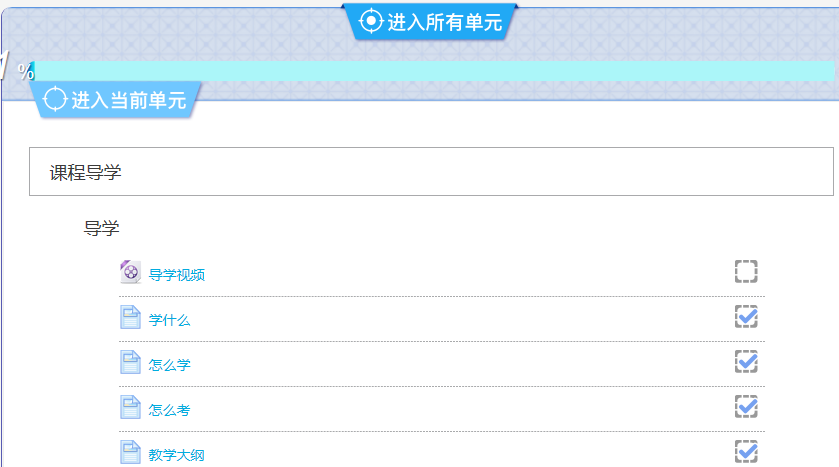 进入所有单元
1 %
进入当前单元
课程导学
导学
导学视频
学什么
怎么学
怎么考
教学大纲